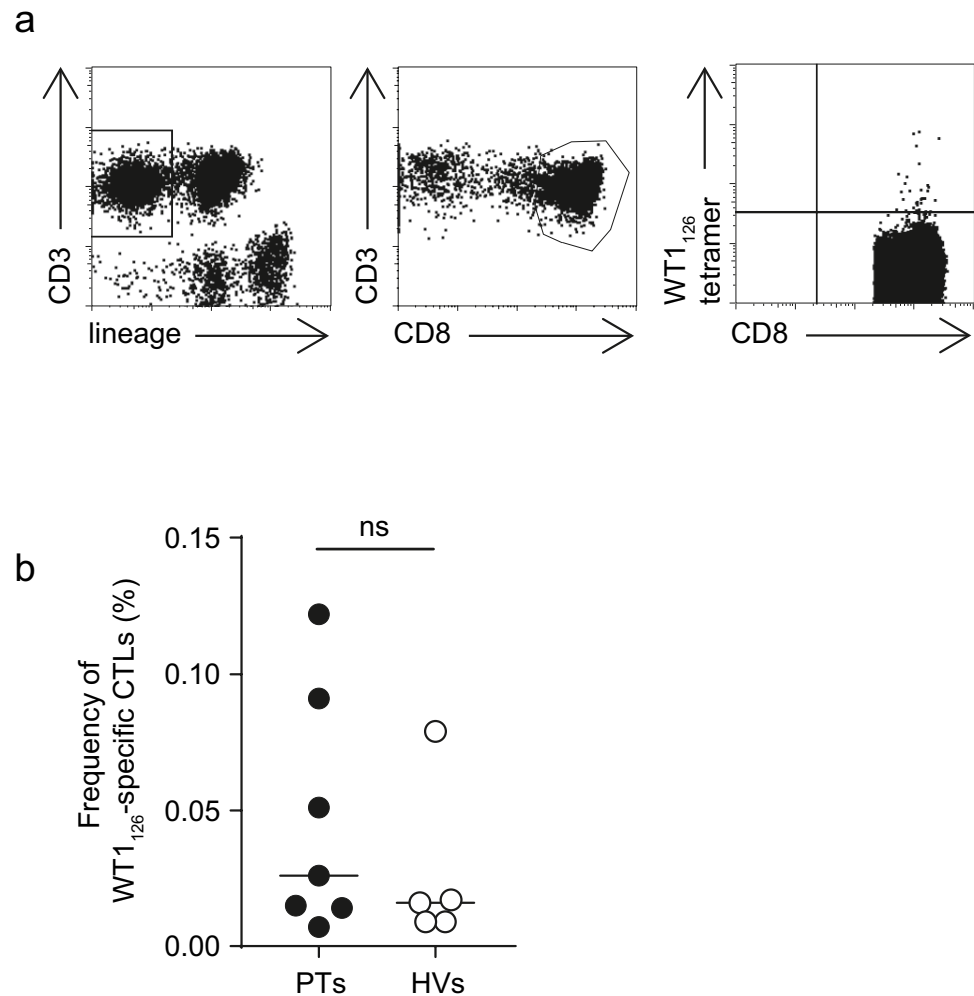 a
CD3
lineage
CD3
CD8
WT1126
tetramer
CD8
b
ns
Frequency of
WT1126-specific CTLs (%)
0.15
0.10
0.05
0.00
PTs HVs